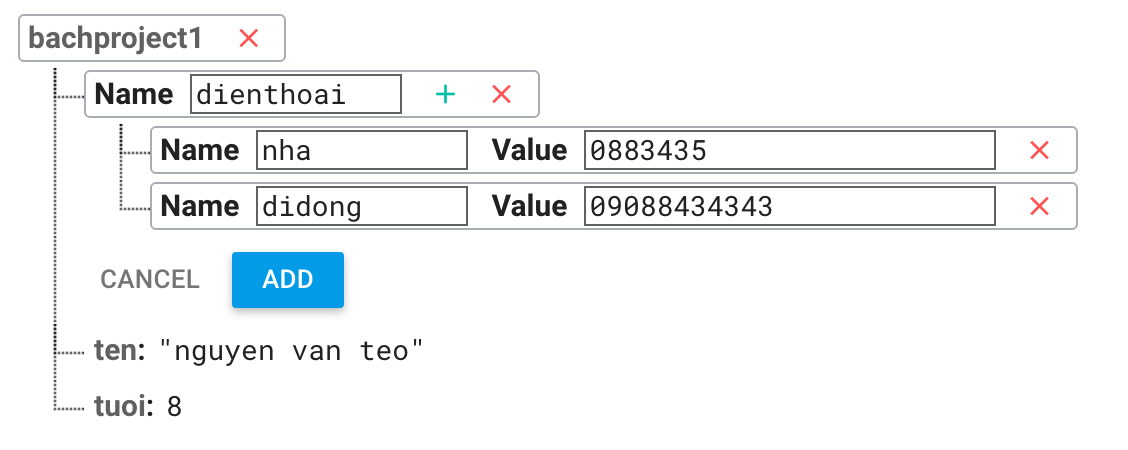 bachproject1
Name dienthoai
Name nha Value 0883435
Name didong Value 09088434343
CANCEL ADD
ten: "nguyen van teo"
tuoi: 8